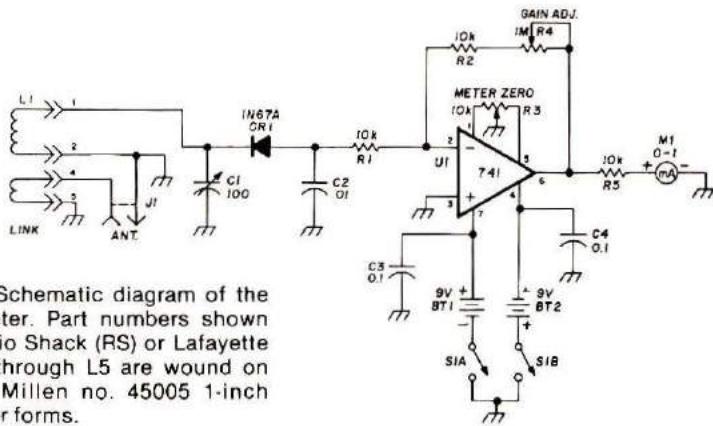 GAIN ADJ.
10k
1M R4
R2
METER ZERO
10k
R3
L1
1
2
4
5
LINK
J1
ANT.
1N67A
CR1
C1
100
C2
.01
10k
R1
2
1
5
U1
741
3
7
4
6
10k
R5
M1
0-1
+
-
mA
C3
0.1
C4
0.1
9V
BT1
+
-
9V
BT2
-
+
S1A
S1B
Schematic diagram of the
ter. Part numbers shown
io Shack (RS) or Lafayette
through L5 are wound on
Millen no. 45005 1-inch
r forms.